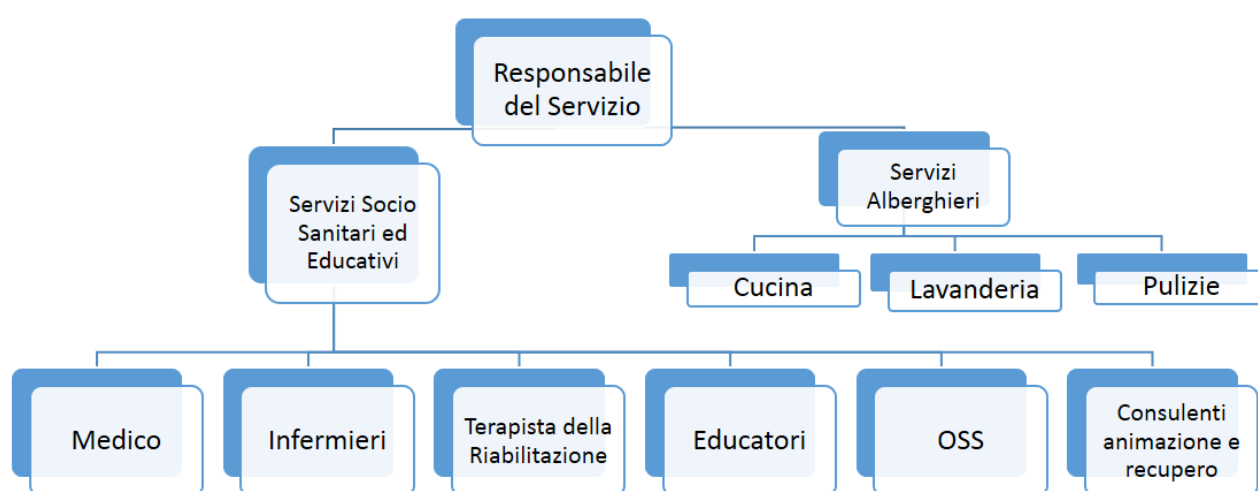 Responsabile
del Servizio
Servizi Socio
Sanitari ed
Educativi
Servizi
Alberghieri
Cucina
Lavanderia
Pulizie
Medico
Infermieri
Terapista della
Riabilitazione
Educatori
OSS
Consulenti
animazione e
recupero